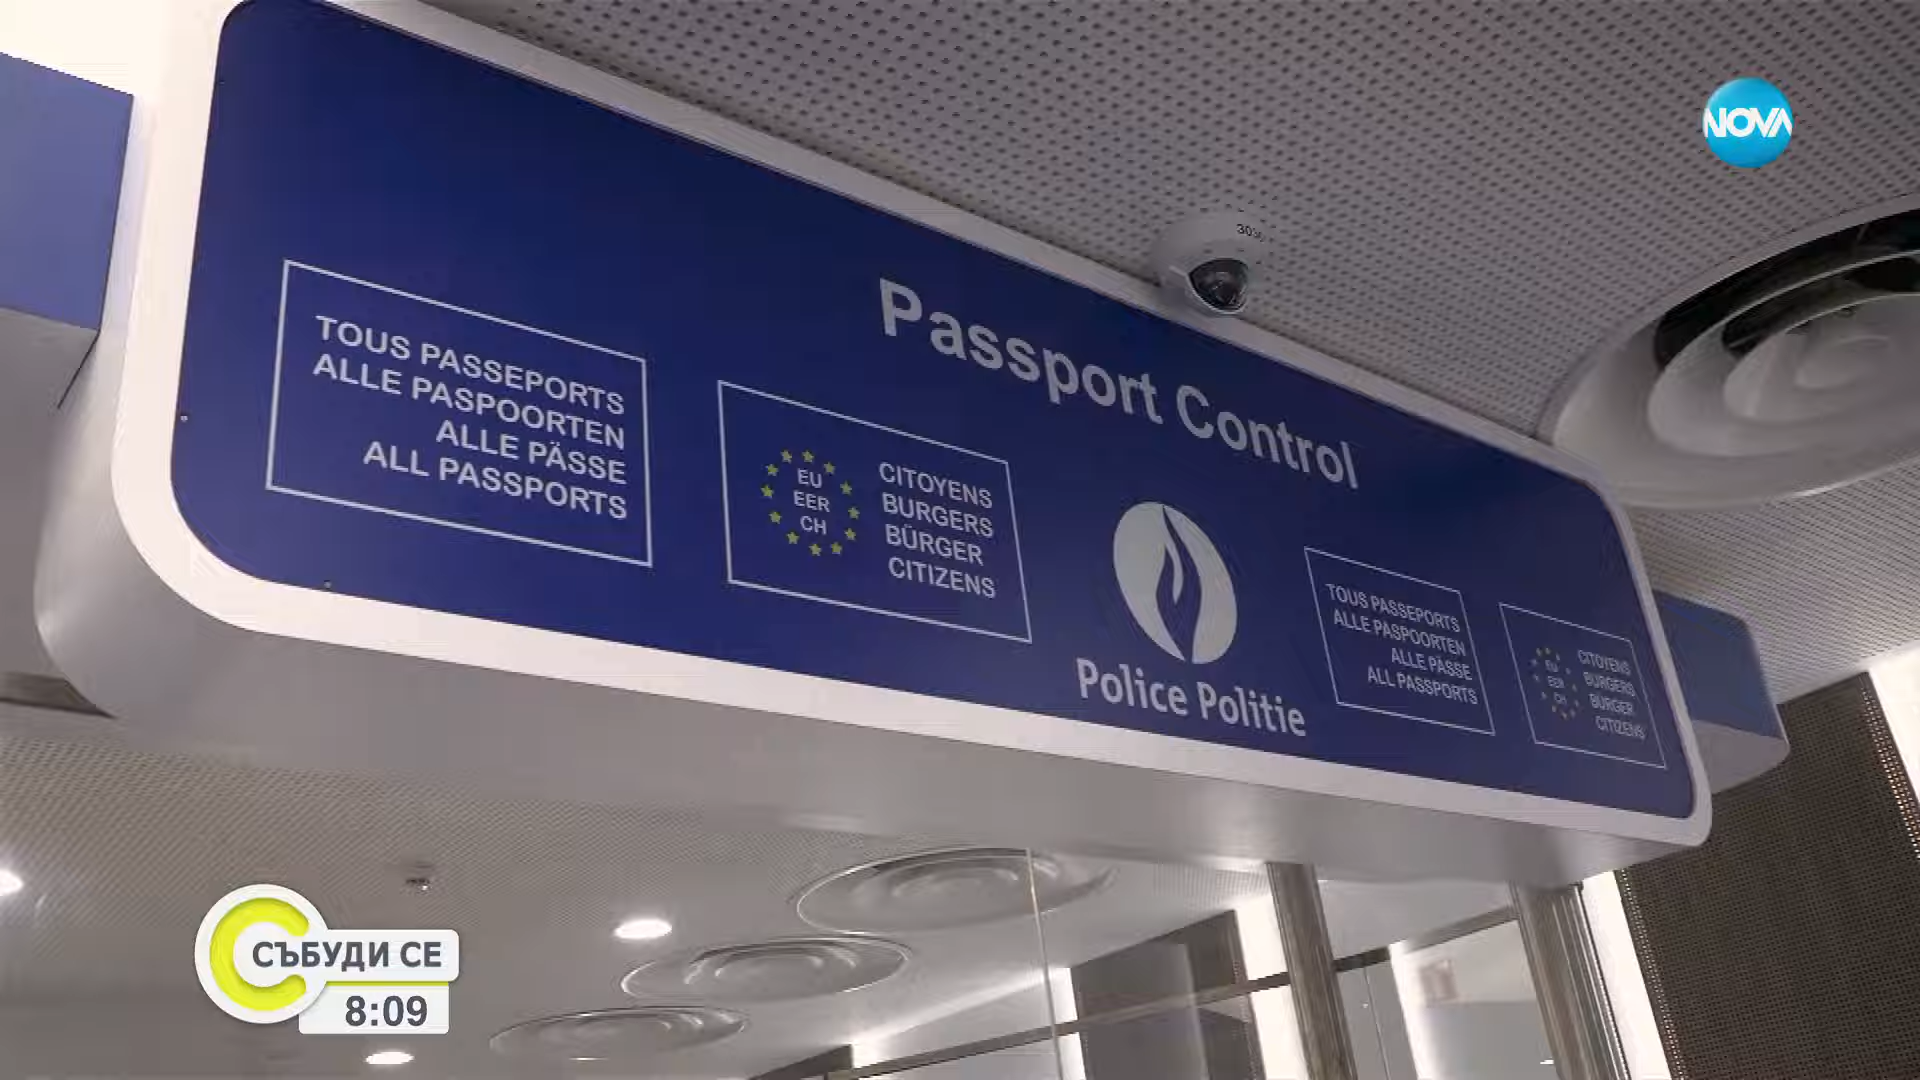 NOVA
Passport Control
TOUS PASSEPORTS
ALLE PASPOORTEN
ALLE PÄSSE
ALL PASSPORTS
EU
EER
CH
CITOYENS
BURGERS
BÜRGER
CITIZENS
Police Politie
TOUS PASSEPORTS
ALLE PASPOORTEN
ALLE PÄSSE
ALL PASSPORTS
EU
EER
CH
CITOYENS
BURGERS
BÜRGER
CITIZENS
СЪБУДИ СЕ
8:09